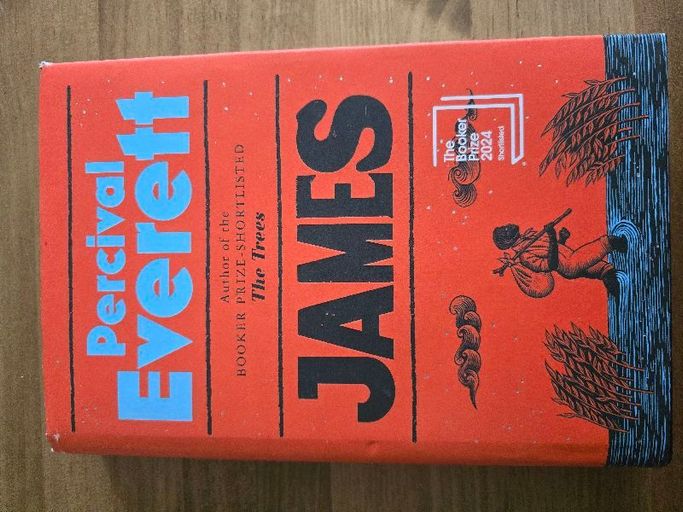 Percival
Everett
Author of the
BOOKER PRIZE-SHORTLISTED
The Trees
JAMES
The
Booker
Prize
2024
Shortlisted